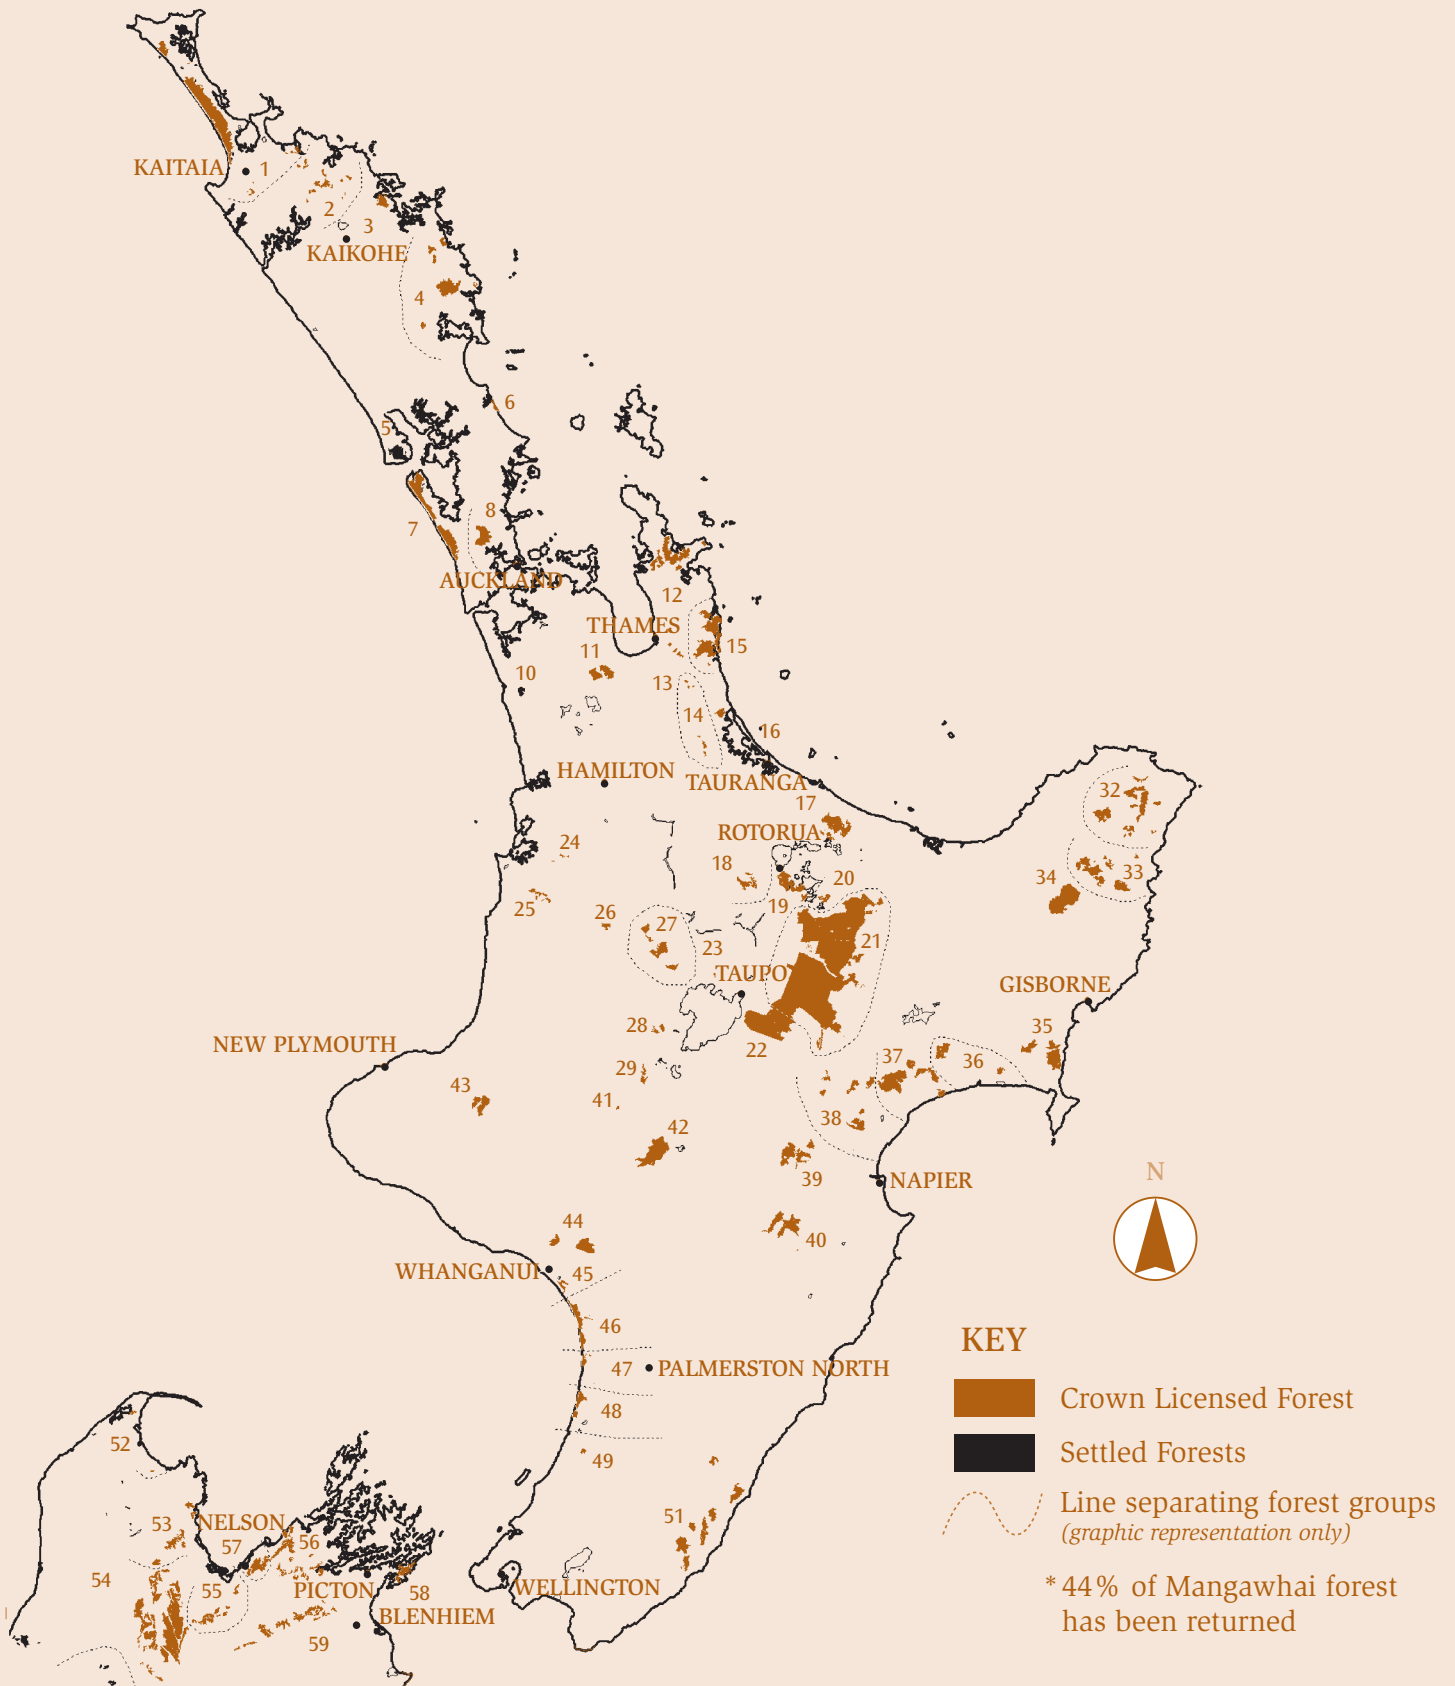 KAITAIA
1
2
3
KAIKOHE
4
6
5
7
8
AUCKLAND
12
THAMES
11
15
10
13
14
16
HAMILTON
TAURANGA
17
32
ROTORUA
24
18
33
34
20
25
19
26
27
23
21
TAUPO
GISBORNE
28
35
NEW PLYMOUTH
22
37
36
29
43
41
38
42
39
NAPIER
N
44
40
WHANGANUI
45
46
47
PALMERSTON NORTH
48
49
52
53
NELSON
51
57
56
54
55
PICTON
58
WELLINGTON
BLENHIEM
59
KEY
Crown Licensed Forest
Settled Forests
Line separating forest groups
(graphic representation only)
* 44% of Mangawhai forest
has been returned